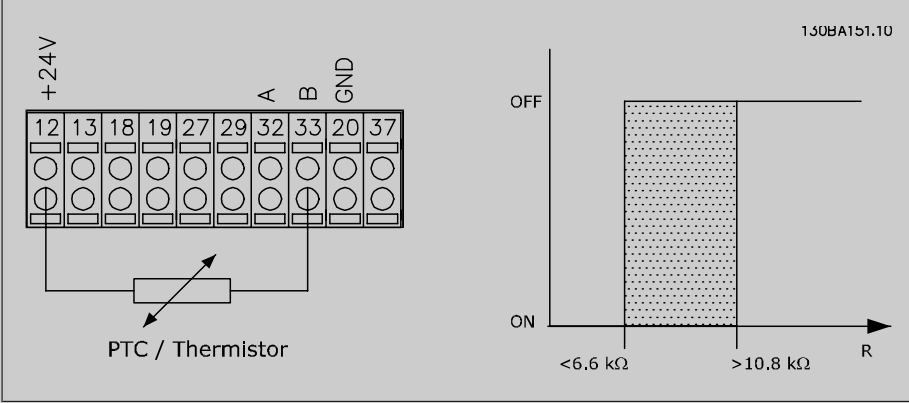 130BA151.10
+24V
A
B
GND
12 13 18 19 27 29 32 33 20 37
PTC / Thermistor
OFF
ON
<6.6 kΩ
>10.8 kΩ
R